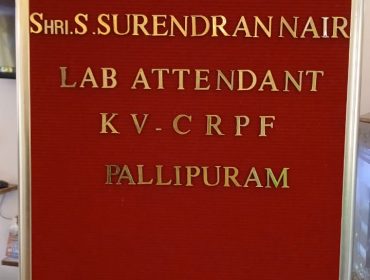 SHRI.S.SURENDRAN NAIR
LAB ATTENDANT
KV-CRPF
PALLIPURAM